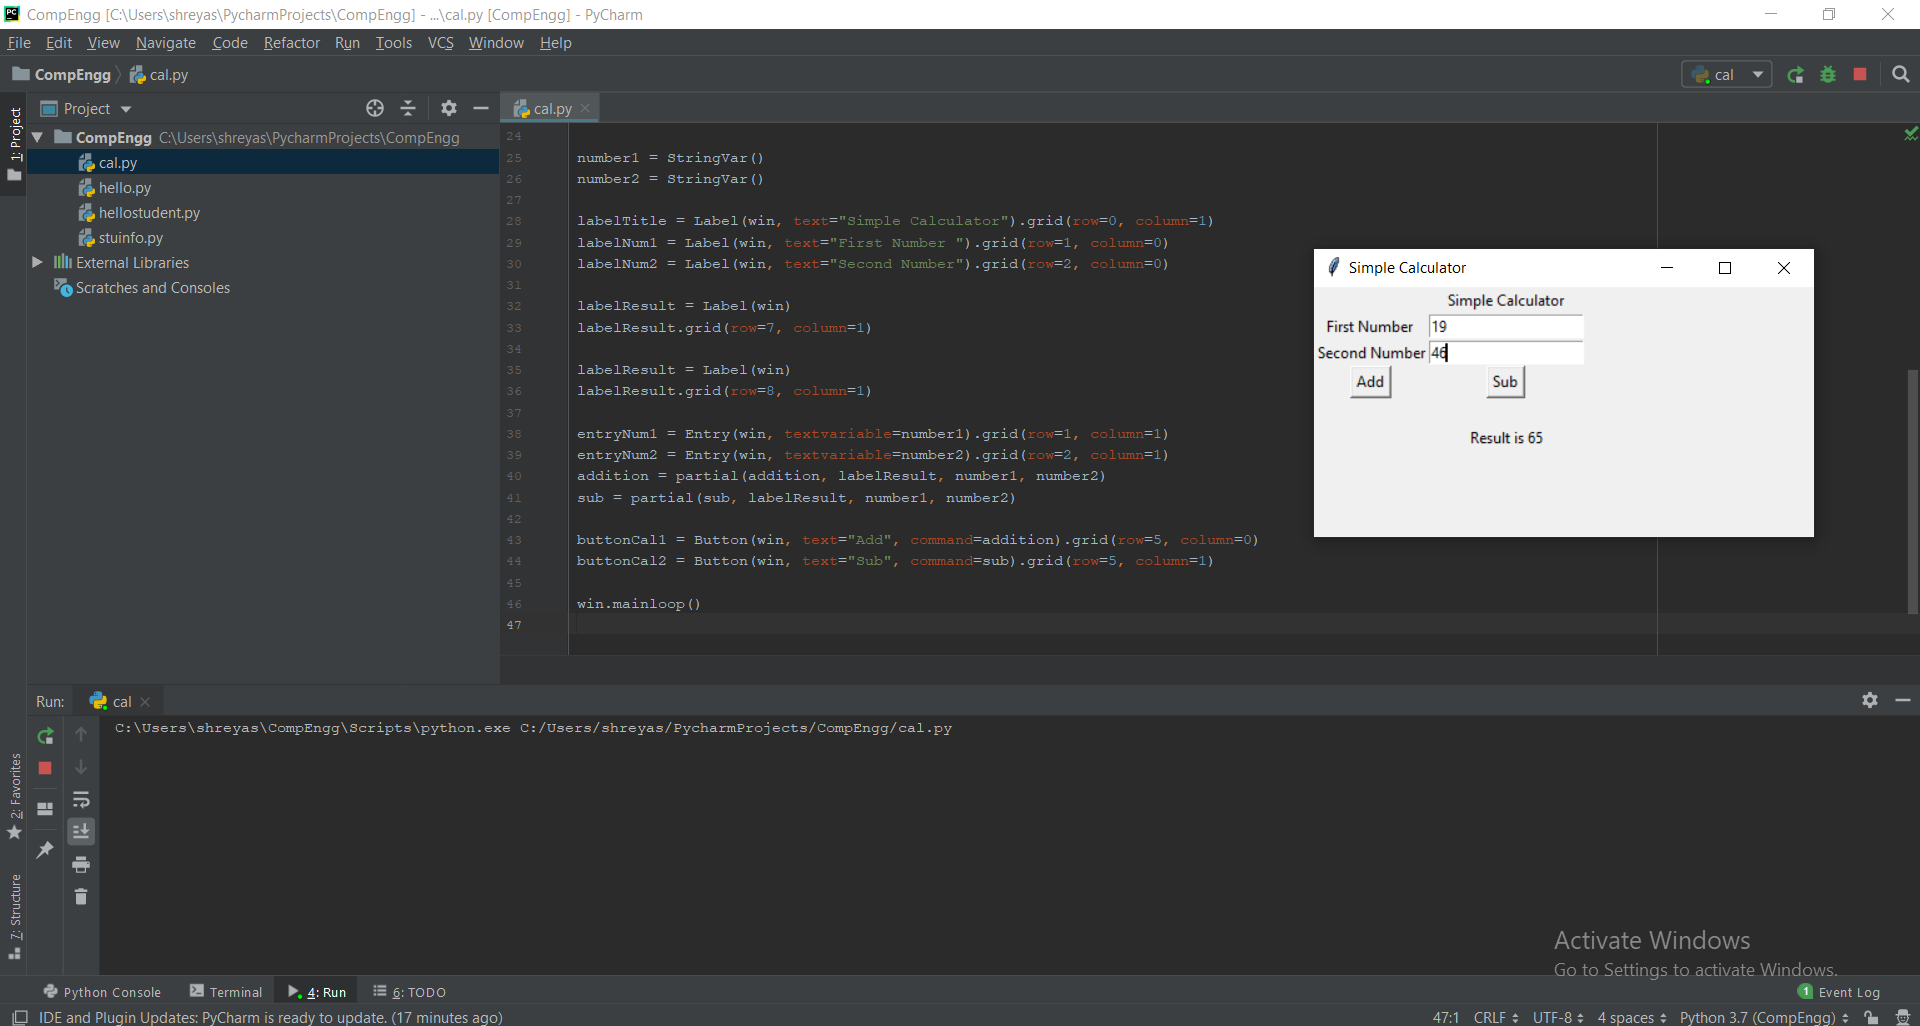 CompEngg [C:\Users\shreyas\PycharmProjects\CompEngg] - ...\cal.py [CompEngg] - PyCharm
File Edit View Navigate Code Refactor Run Tools VCS Window Help
CompEngg cal.py
cal
1: Project
Project
cal.py
CompEngg C:\Users\shreyas\PycharmProjects\CompEngg
cal.py
hello.py
hellostudent.py
stuinfo.py
External Libraries
Scratches and Consoles
24
25 number1 = StringVar()
26 number2 = StringVar()
27
28 labelTitle = Label(win, text="Simple Calculator").grid(row=0, column=1)
29 labelNum1 = Label(win, text="First Number ").grid(row=1, column=0)
30 labelNum2 = Label(win, text="Second Number").grid(row=2, column=0)
31
32 labelResult = Label(win)
33 labelResult.grid(row=7, column=1)
34
35 labelResult = Label(win)
36 labelResult.grid(row=8, column=1)
37
38 entryNum1 = Entry(win, textvariable=number1).grid(row=1, column=1)
39 entryNum2 = Entry(win, textvariable=number2).grid(row=2, column=1)
40 addition = partial(addition, labelResult, number1, number2)
41 sub = partial(sub, labelResult, number1, number2)
42
43 buttonCal1 = Button(win, text="Add", command=addition).grid(row=5, column=0)
44 buttonCal2 = Button(win, text="Sub", command=sub).grid(row=5, column=1)
45
46 win.mainloop()
47
Simple Calculator
Simple Calculator
First Number 19
Second Number 46
Add Sub
Result is 65
Run: cal
C:\Users\shreyas\CompEngg\Scripts\python.exe C:/Users/shreyas/PycharmProjects/CompEngg/cal.py
2: Favorites
7: Structure
Activate Windows
Go to Settings to activate Windows.
Python Console Terminal 4: Run 6: TODO
1 Event Log
IDE and Plugin Updates: PyCharm is ready to update. (17 minutes ago)
47:1 CRLF UTF-8 4 spaces Python 3.7 (CompEngg)